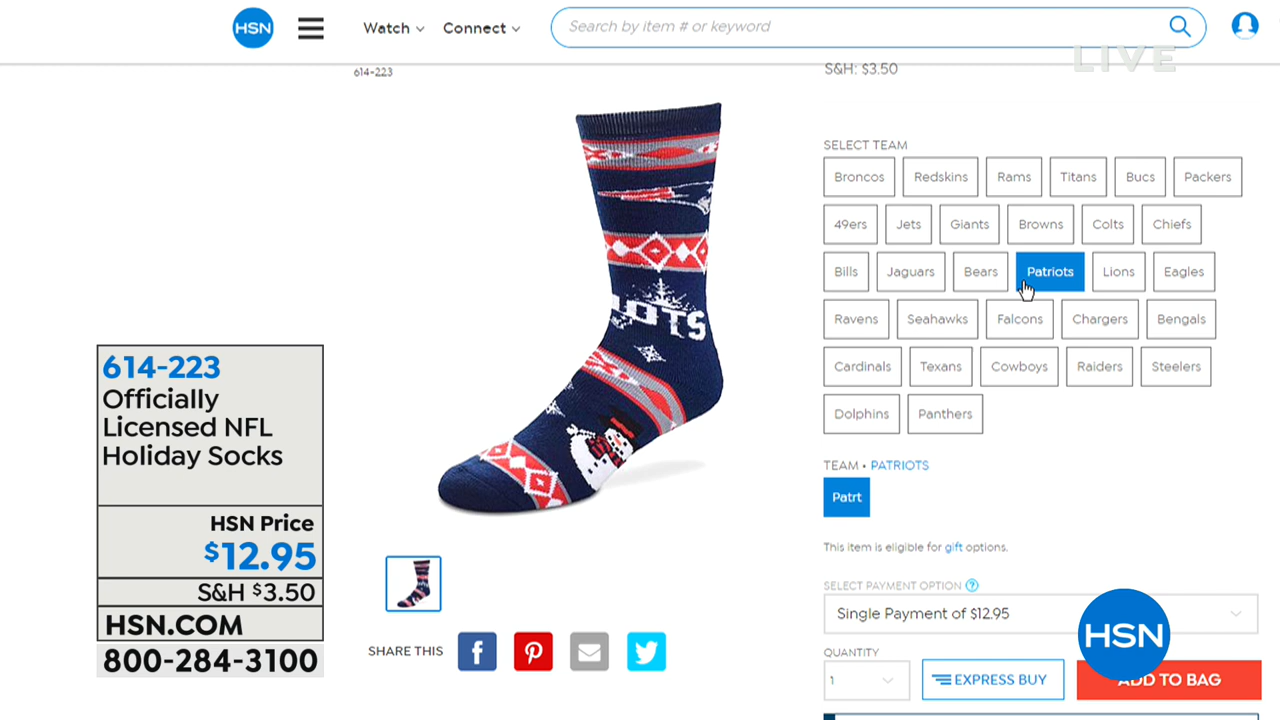 HSN
Watch
Connect
Search by item # or keyword
LIVE
614-223
S&H: $3.50
SELECT TEAM
Broncos
Redskins
Rams
Titans
Bucs
Packers
49ers
Jets
Giants
Browns
Colts
Chiefs
Bills
Jaguars
Bears
Patriots
Lions
Eagles
Ravens
Seahawks
Falcons
Chargers
Bengals
Cardinals
Texans
Cowboys
Raiders
Steelers
Dolphins
Panthers
TEAM • PATRIOTS
Patrt
This item is eligible for gift options.
SELECT PAYMENT OPTION ?
Single Payment of $12.95
QUANTITY
1
EXPRESS BUY
ADD TO BAG
HSN
IOTS
614-223
Officially
Licensed NFL
Holiday Socks
HSN Price
$12.95
S&H $3.50
HSN.COM
800-284-3100
SHARE THIS